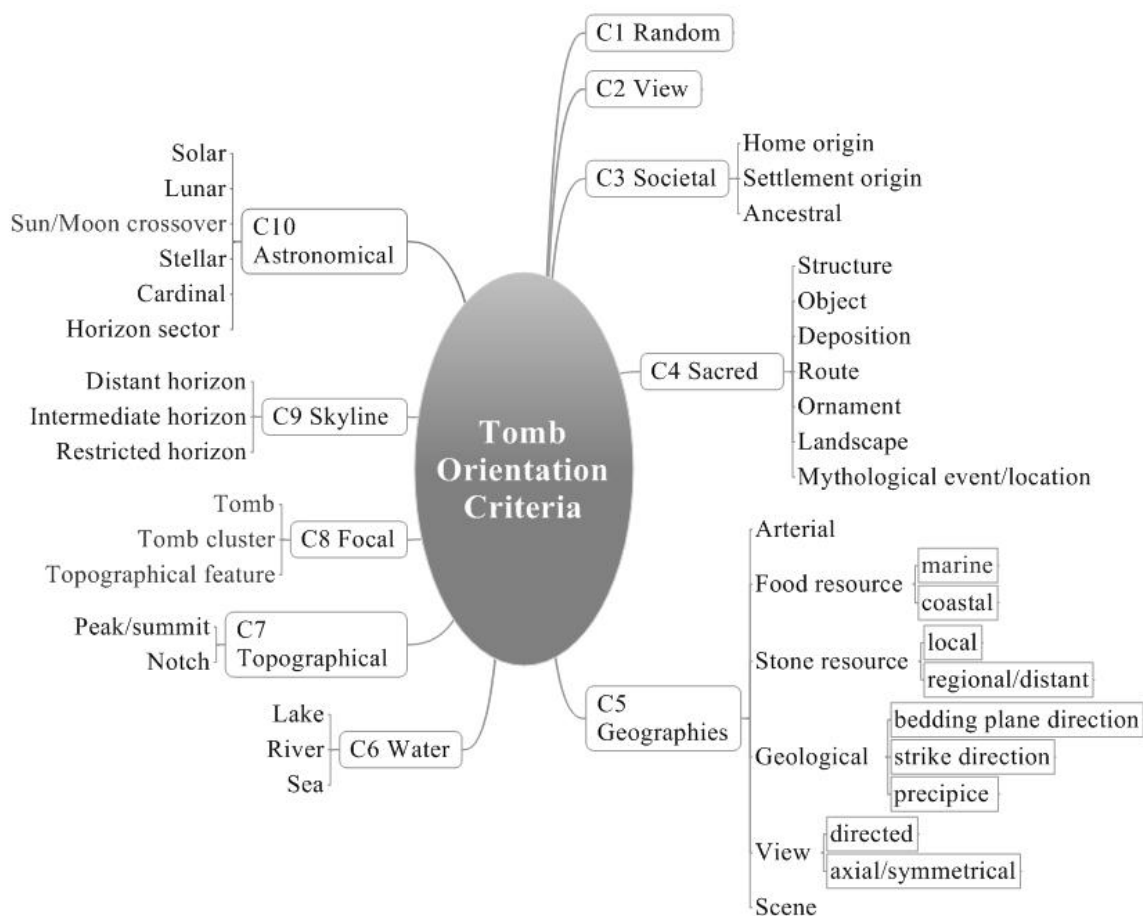 C1 Random
C2 View
C3 Societal
Home origin
Settlement origin
Ancestral
C4 Sacred
Structure
Object
Deposition
Route
Ornament
Landscape
Mythological event/location
C5
Geographies
Arterial
Food resource
marine
coastal
Stone resource
local
regional/distant
Geological
bedding plane direction
strike direction
precipice
View
directed
axial/symmetrical
Scene
C6 Water
Lake
River
Sea
C7
Topographical
Peak/summit
Notch
C8 Focal
Tomb
Tomb cluster
Topographical feature
C9 Skyline
Distant horizon
Intermediate horizon
Restricted horizon
C10
Astronomical
Solar
Lunar
Sun/Moon crossover
Stellar
Cardinal
Horizon sector
Tomb
Orientation
Criteria